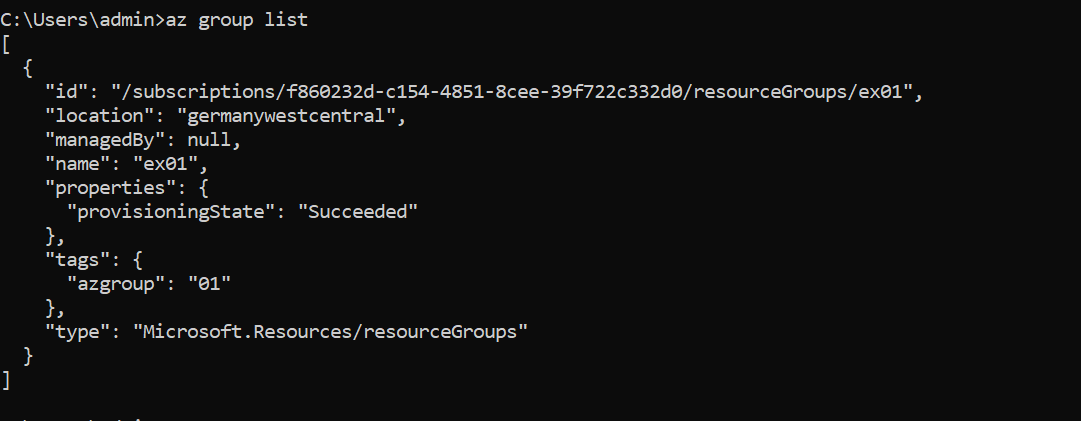 C:\Users\admin>az group list
[
  {
    "id": "/subscriptions/f860232d-c154-4851-8cee-39f722c332d0/resourceGroups/ex01",
    "location": "germanywestcentral",
    "managedBy": null,
    "name": "ex01",
    "properties": {
      "provisioningState": "Succeeded"
    },
    "tags": {
      "azgroup": "01"
    },
    "type": "Microsoft.Resources/resourceGroups"
  }
]